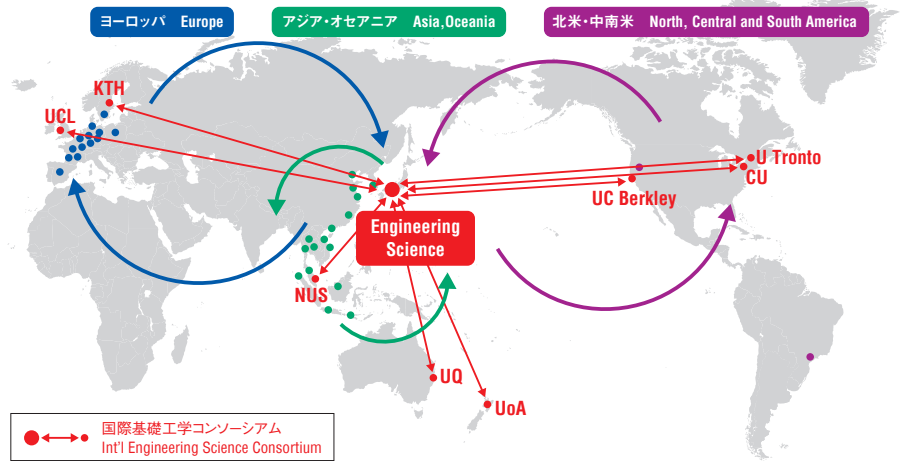 ヨーロッパ Europe
アジア・オセアニア Asia,Oceania
北米・中南米 North, Central and South America
KTH
UCL
U Tronto
CU
UC Berkley
Engineering
Science
NUS
UQ
UoA
国際基礎工学コンソーシアム
Int'l Engineering Science Consortium